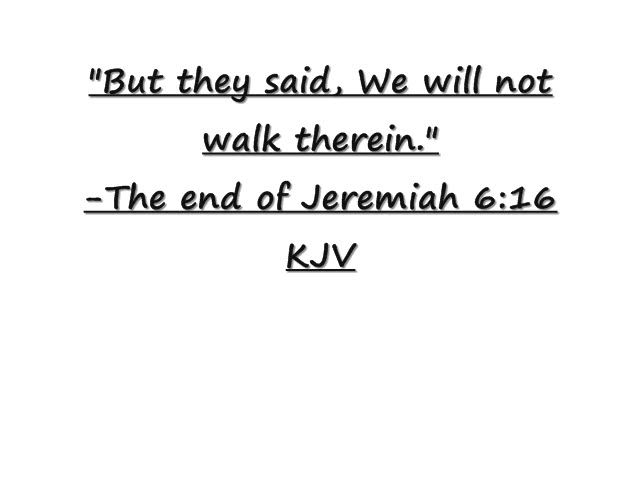 "But they said, We will not
walk therein."
-The end of Jeremiah 6:16
KJV